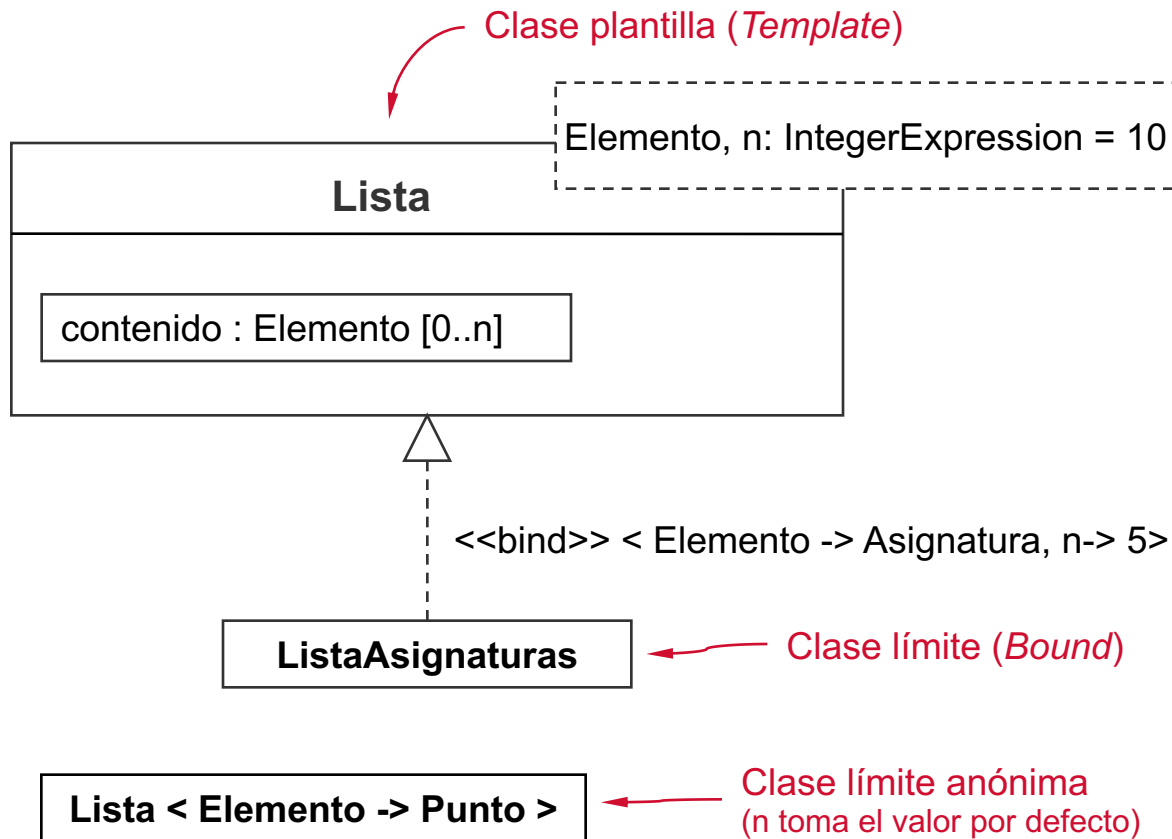 Clase plantilla (Template)
Elemento, n: IntegerExpression = 10
Lista
contenido : Elemento [0..n]
<<bind>> < Elemento -> Asignatura, n-> 5>
ListaAsignaturas
Clase límite (Bound)
Lista < Elemento -> Punto >
Clase límite anónima
(n toma el valor por defecto)